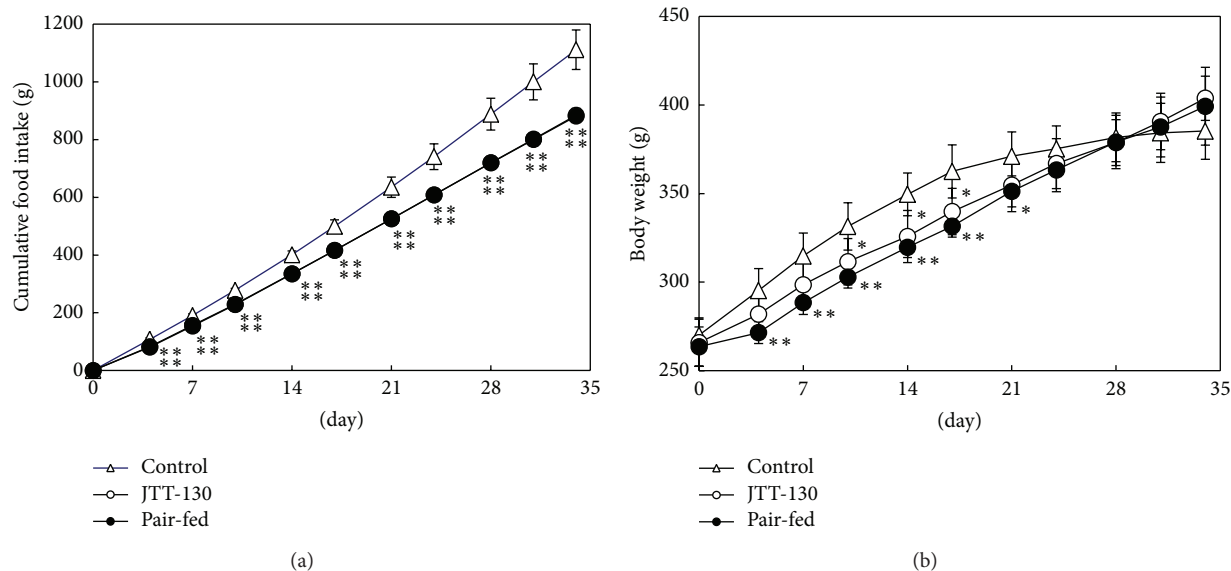 1200
1000
800
600
400
200
0
Cumulative food intake (g)
** ** ** ** ** ** ** ** ** **
** ** ** ** ** ** ** ** ** **
0 7 14 21 28 35
(day)
Control
JTT-130
Pair-fed
(a)
450
400
350
300
250
Body weight (g)
* * *
** ** ** ** ** *
0 7 14 21 28 35
(day)
Control
JTT-130
Pair-fed
(b)